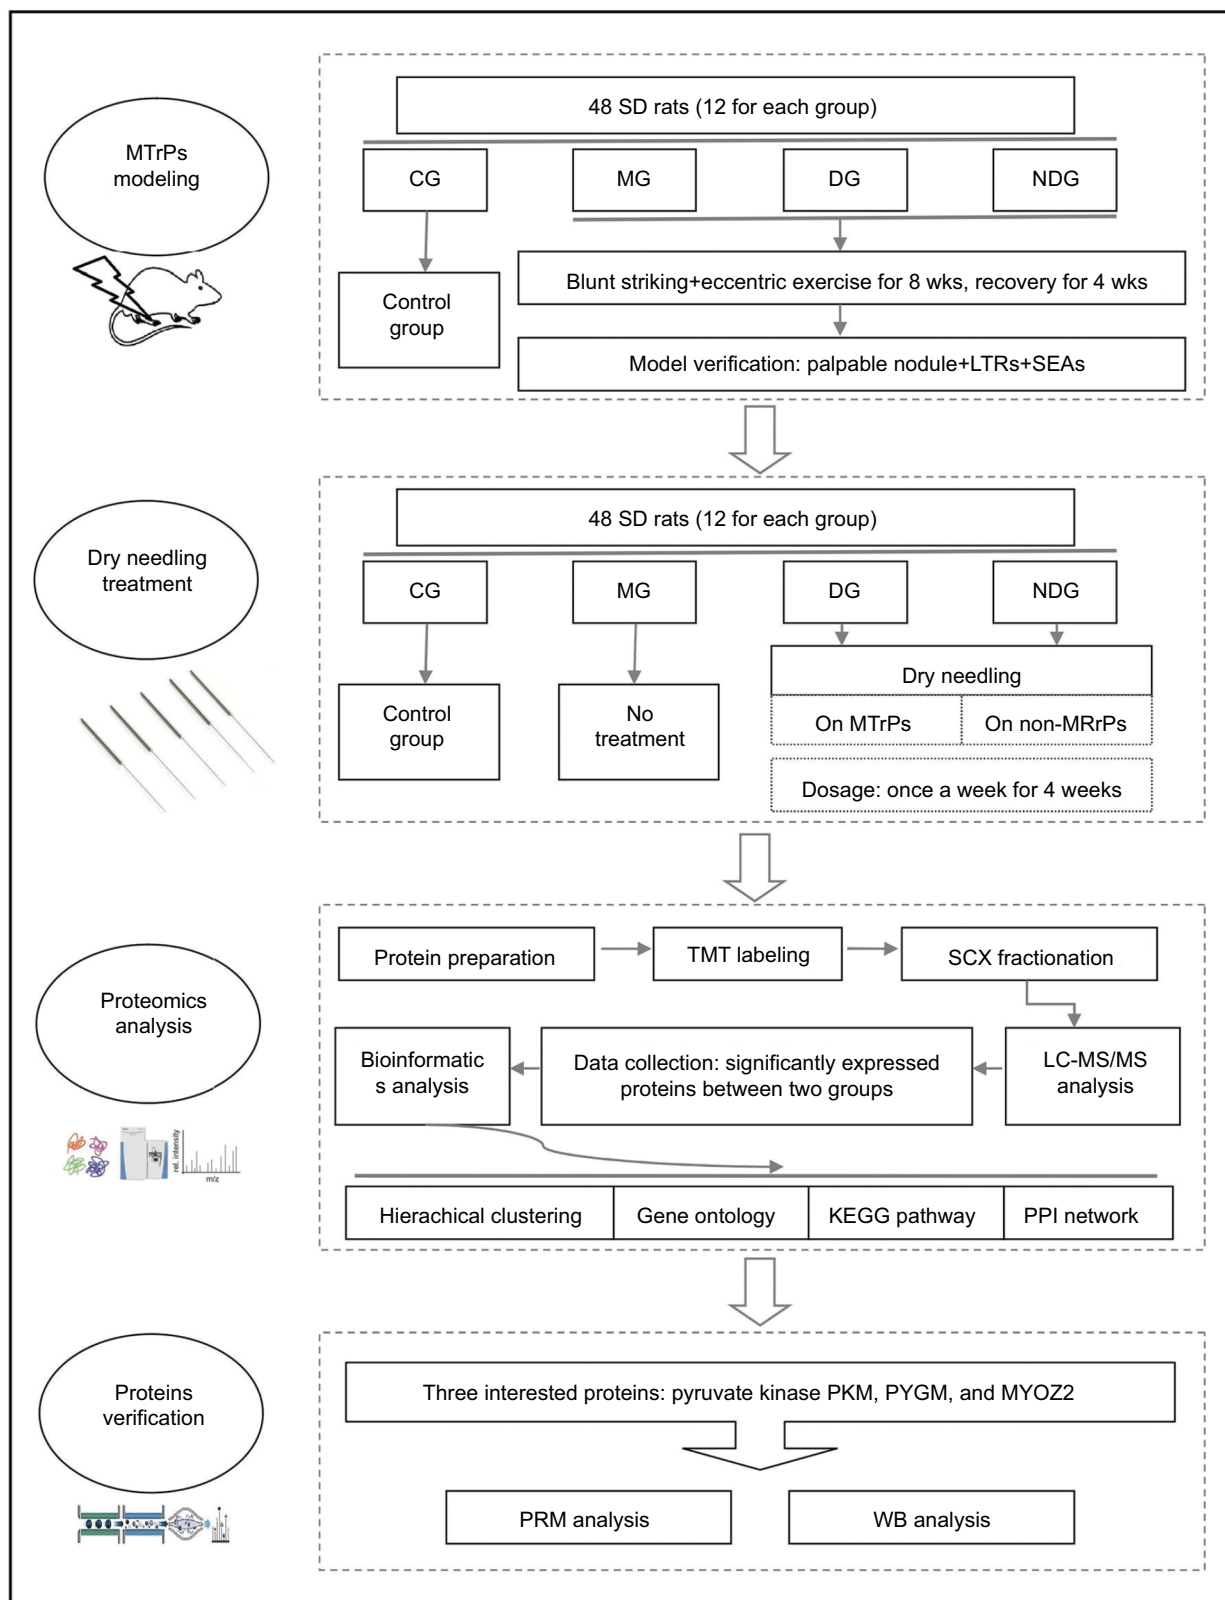 MTrPs
modeling
48 SD rats (12 for each group)
CG
MG
DG
NDG
Control
group
Blunt striking+eccentric exercise for 8 wks, recovery for 4 wks
Model verification: palpable nodule+LTRs+SEAs
Dry needling
treatment
48 SD rats (12 for each group)
CG
MG
DG
NDG
Control
group
No
treatment
Dry needling
On MTrPs
On non-MRrPs
Dosage: once a week for 4 weeks
Proteomics
analysis
Protein preparation
TMT labeling
SCX fractionation
Bioinformatic
s analysis
Data collection: significantly expressed
proteins between two groups
LC-MS/MS
analysis
rel. intensity
m/z
Hierachical clustering
Gene ontology
KEGG pathway
PPI network
Proteins
verification
Three interested proteins: pyruvate kinase PKM, PYGM, and MYOZ2
PRM analysis
WB analysis